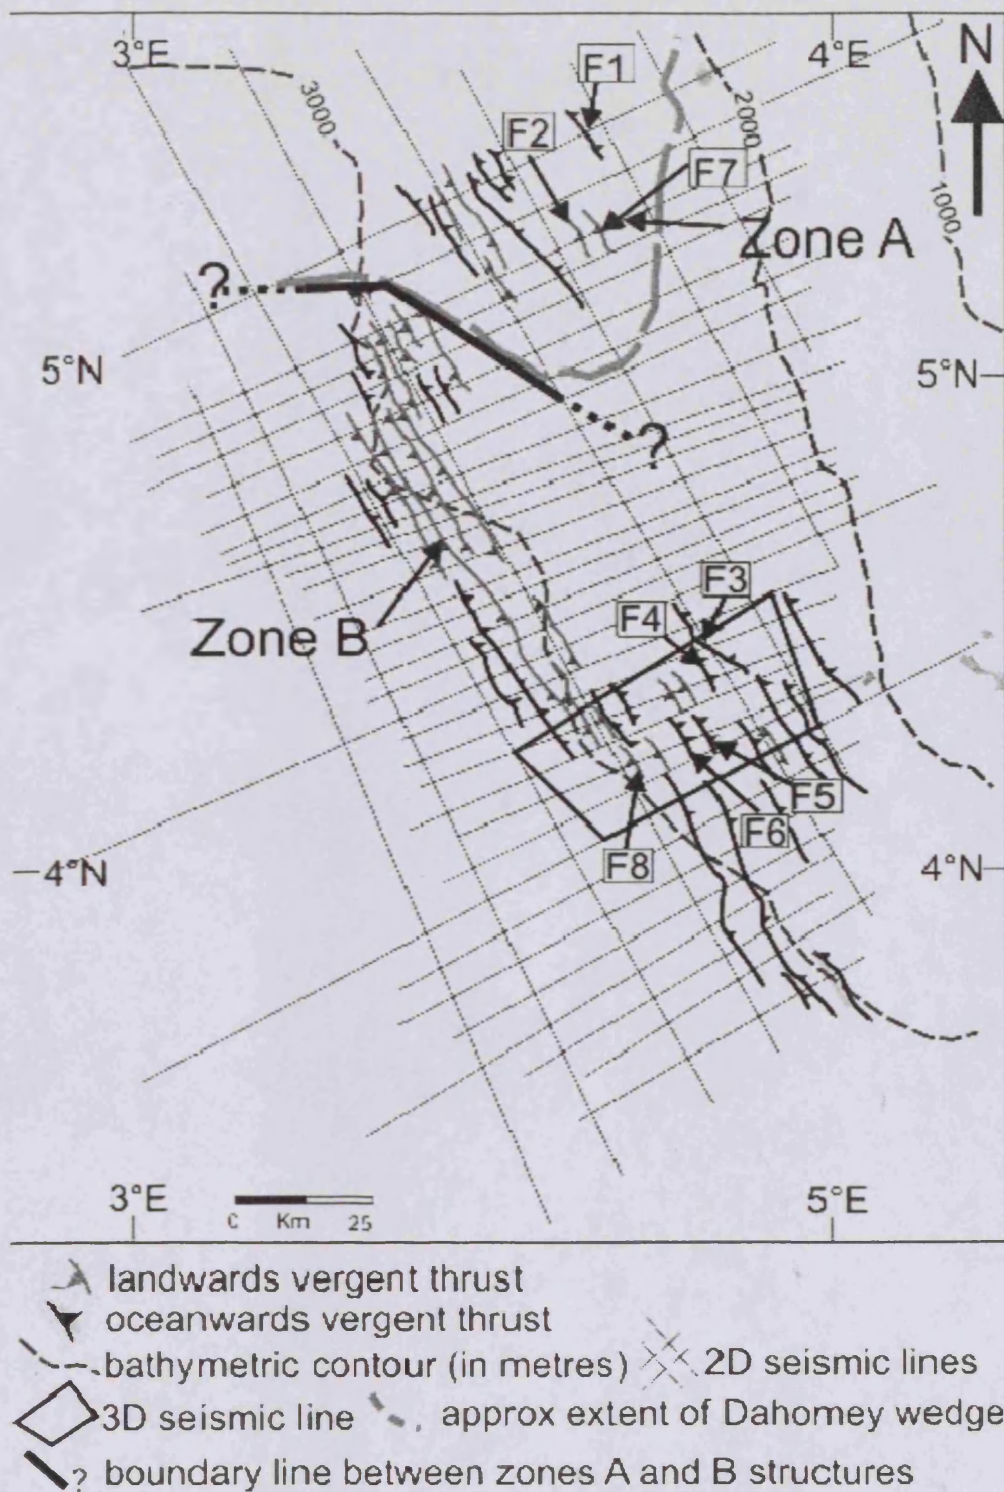 3°E
4°E
N
F1
3000
2000
F2
F7
1000
Zone A
?
5°N
5°N
?
F3
F4
Zone B
F5
F6
F8
4°N
4°N
3°E
5°E
0 Km 25
landwards vergent thrust
oceanwards vergent thrust
bathymetric contour (in metres) 2D seismic lines
3D seismic line approx extent of Dahomey wedge
? boundary line between zones A and B structures